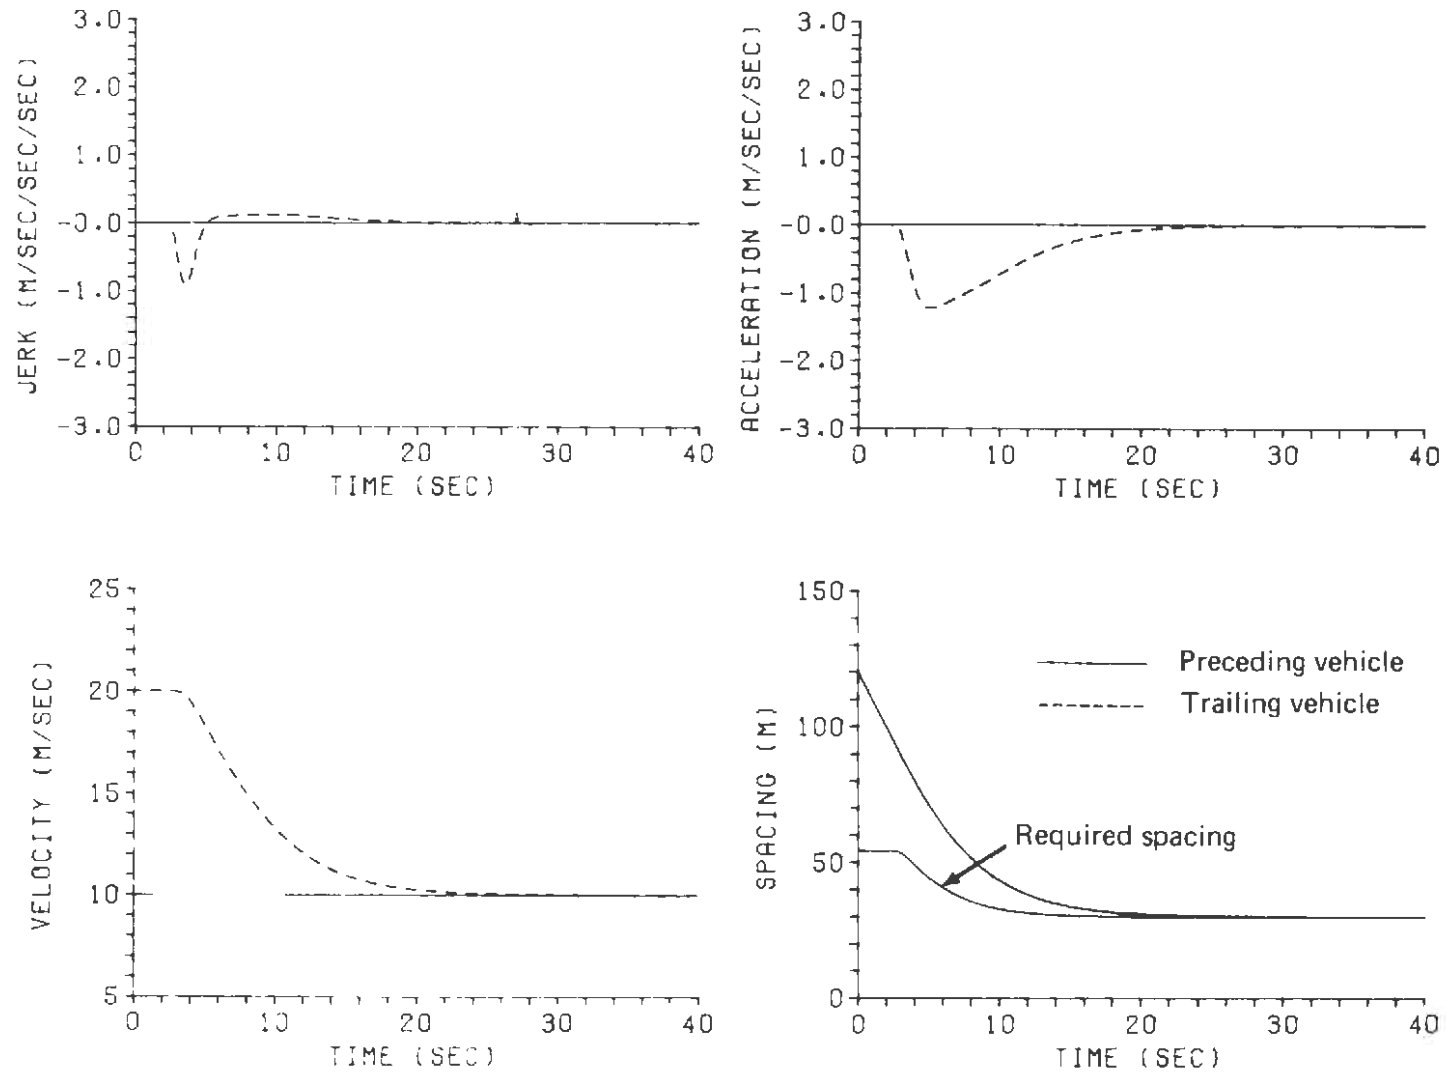 3.0
2.0
1.0
-0.0
-1.0
-2.0
-3.0
JERK (M/SEC/SEC/SEC)
0 10 20 30 40
TIME (SEC)
3.0
2.0
1.0
-0.0
-1.0
-2.0
-3.0
ACCELERATION (M/SEC/SEC)
0 10 20 30 40
TIME (SEC)
25
20
15
10
5
VELOCITY (M/SEC)
0 10 20 30 40
TIME (SEC)
150
100
50
0
SPACING (M)
Preceding vehicle
Trailing vehicle
Required spacing
0 10 20 30 40
TIME (SEC)